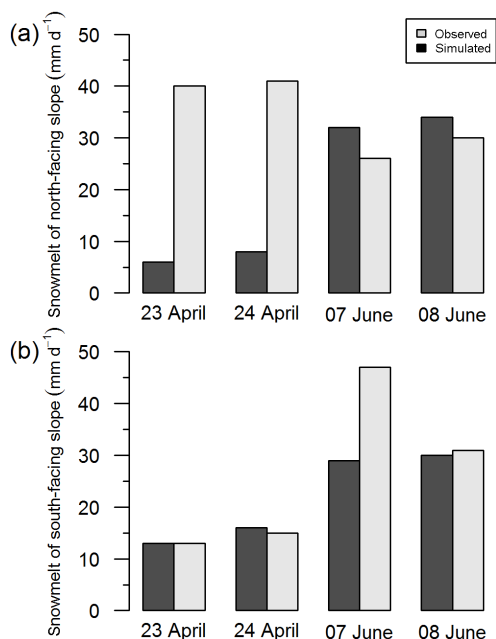 (a)
Snowmelt of north-facing slope (mm d⁻¹)
50
40
30
20
10
0
Observed
Simulated
23 April 24 April 07 June 08 June
(b)
Snowmelt of south-facing slope (mm d⁻¹)
50
40
30
20
10
0
23 April 24 April 07 June 08 June